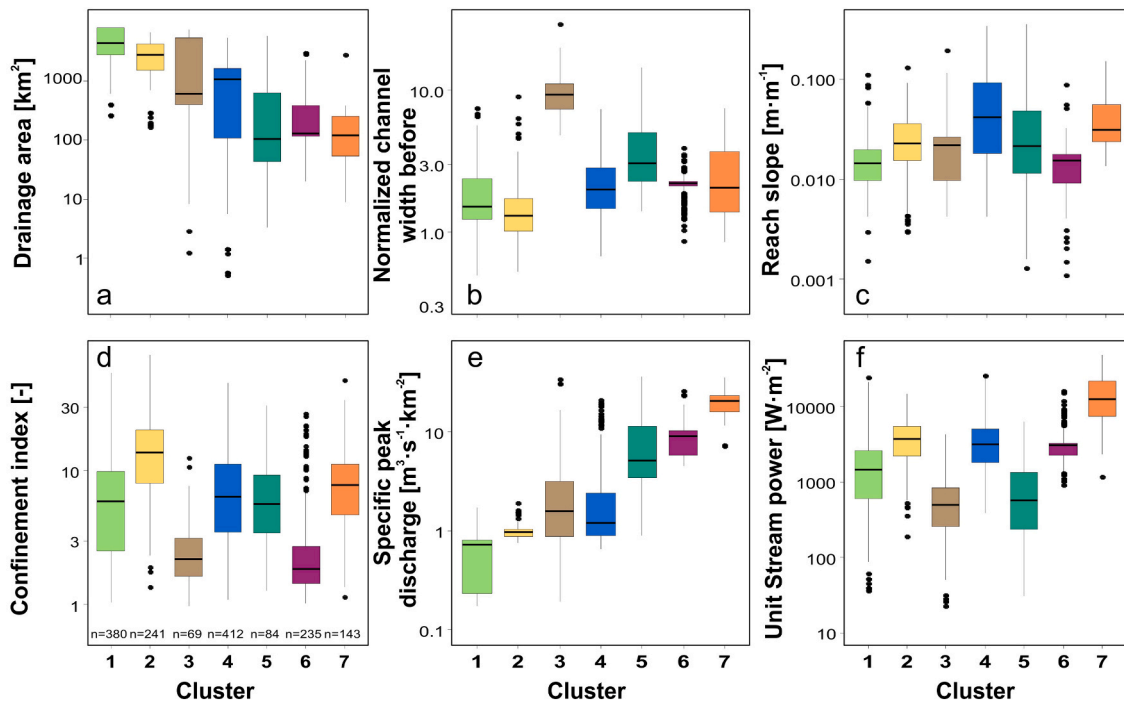 Drainage area [km²]
1000
100
10
1
a
Normalized channel
width before
10.0
3.0
1.0
0.3
b
Reach slope [m·m⁻¹]
0.100
0.010
0.001
c
Confinement index [-]
30
10
3
1
d
n=380 n=241 n=69 n=412 n=84 n=235 n=143
1 2 3 4 5 6 7
Cluster
Specific peak
discharge [m³·s⁻¹·km⁻²]
10
1
0.1
e
1 2 3 4 5 6 7
Cluster
Unit Stream power [W·m⁻²]
10000
1000
100
10
f
1 2 3 4 5 6 7
Cluster